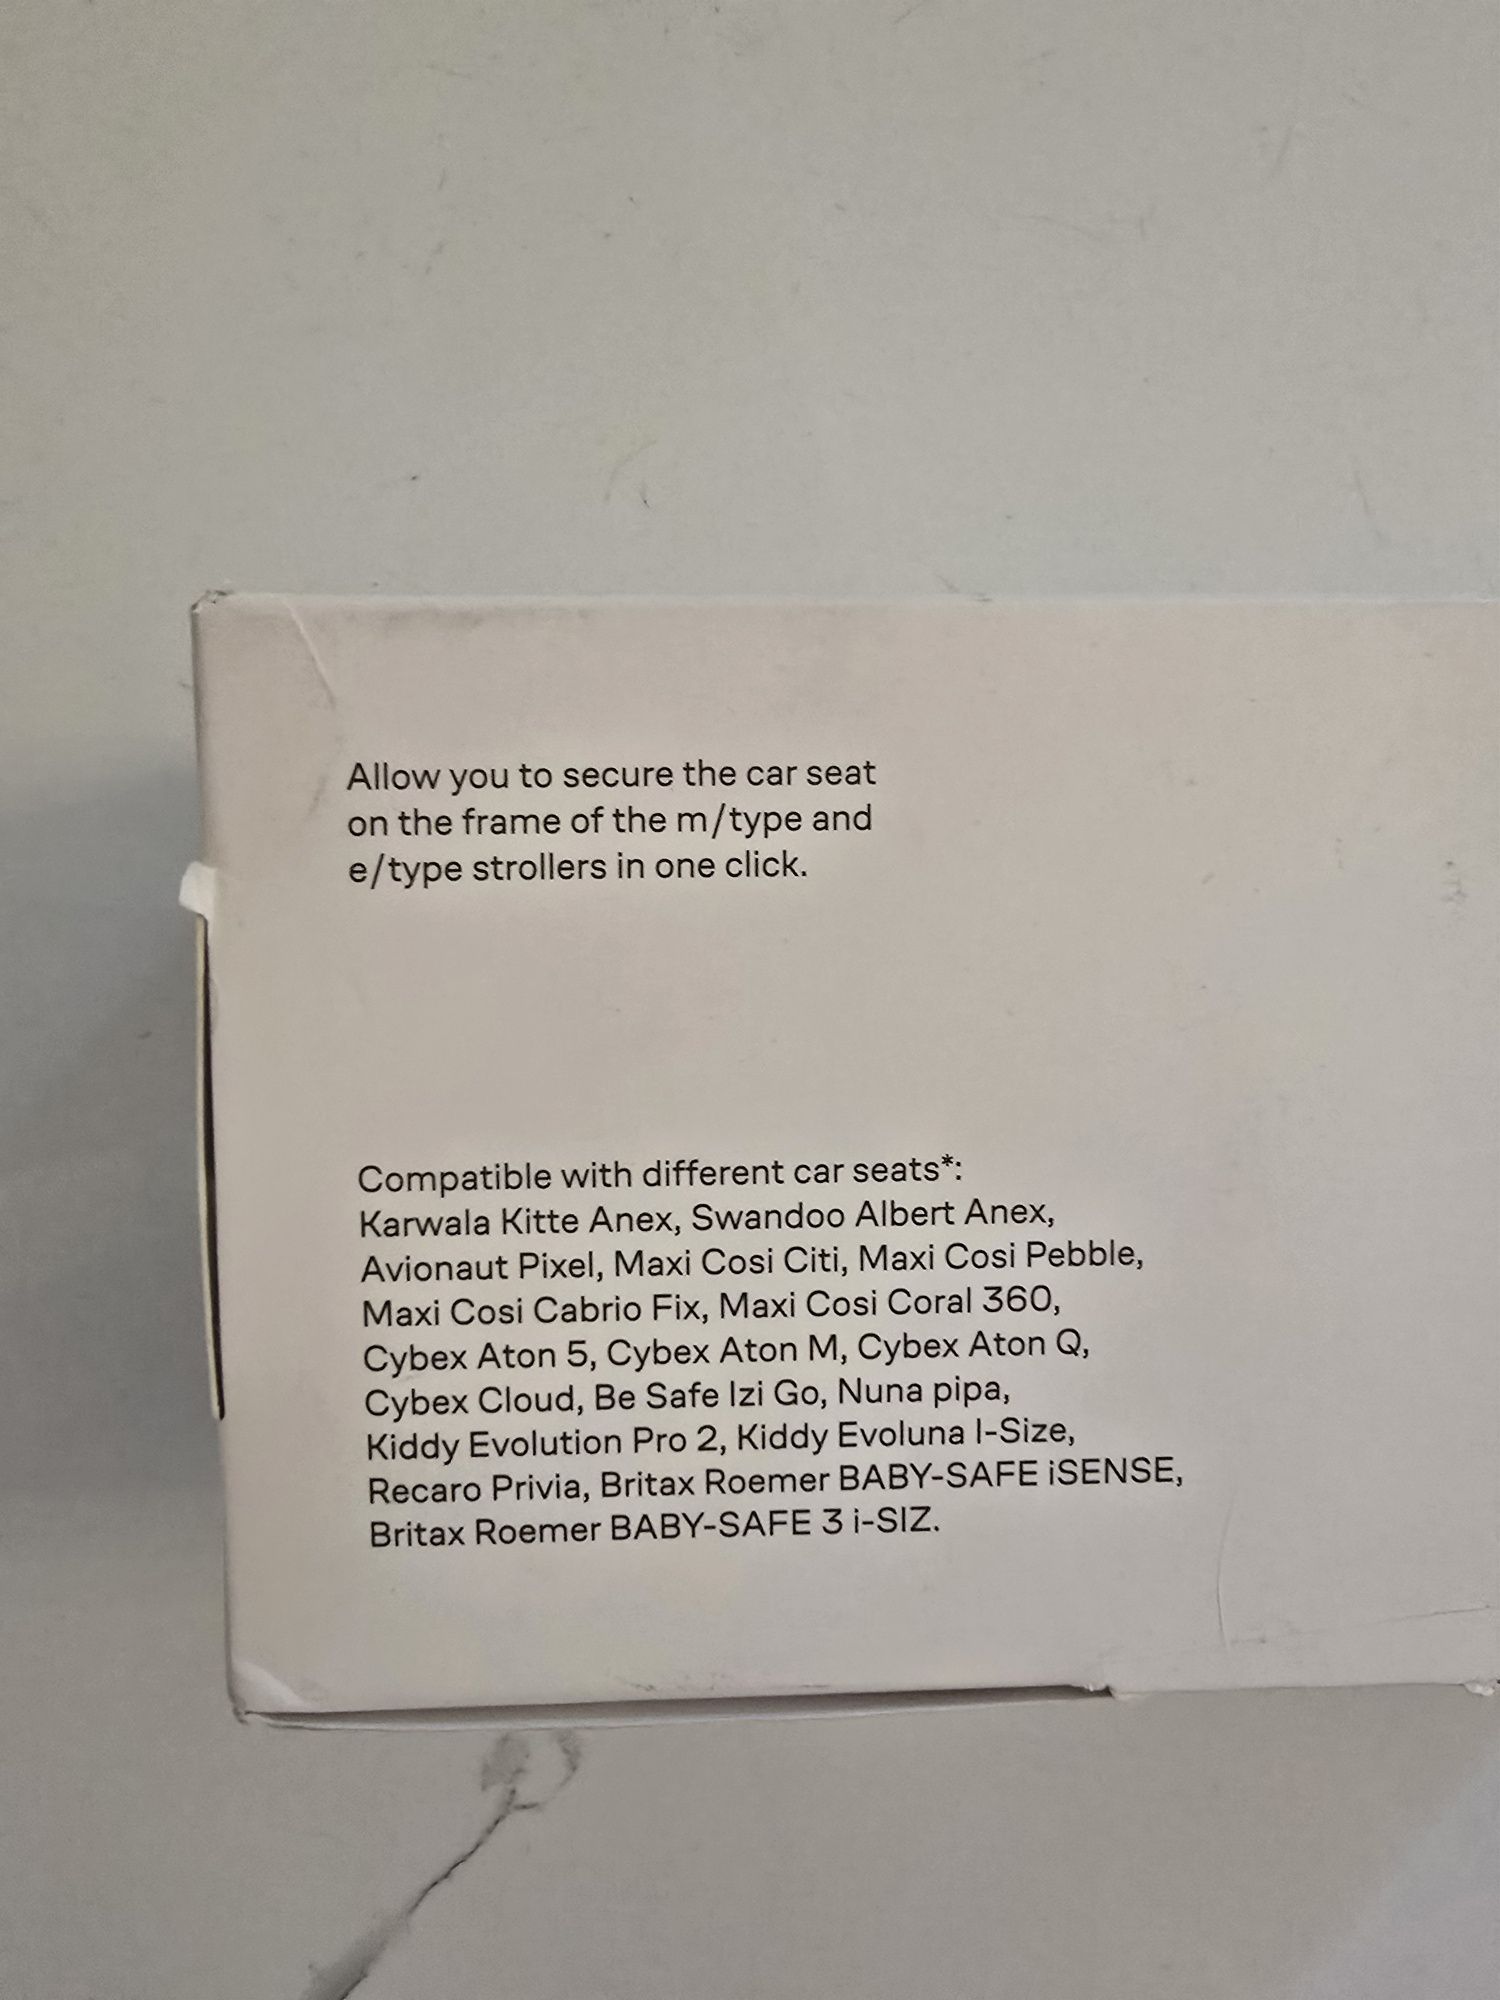 Allow you to secure the car seat
on the frame of the m/type and
e/type strollers in one click.
Compatible with different car seats*:
Karwala Kitte Anex, Swandoo Albert Anex,
Avionaut Pixel, Maxi Cosi Citi, Maxi Cosi Pebble,
Maxi Cosi Cabrio Fix, Maxi Cosi Coral 360,
Cybex Aton 5, Cybex Aton M, Cybex Aton Q,
Cybex Cloud, Be Safe Izi Go, Nuna pipa,
Kiddy Evolution Pro 2, Kiddy Evoluna I-Size,
Recaro Privia, Britax Roemer BABY-SAFE iSENSE,
Britax Roemer BABY-SAFE 3 i-SIZ.